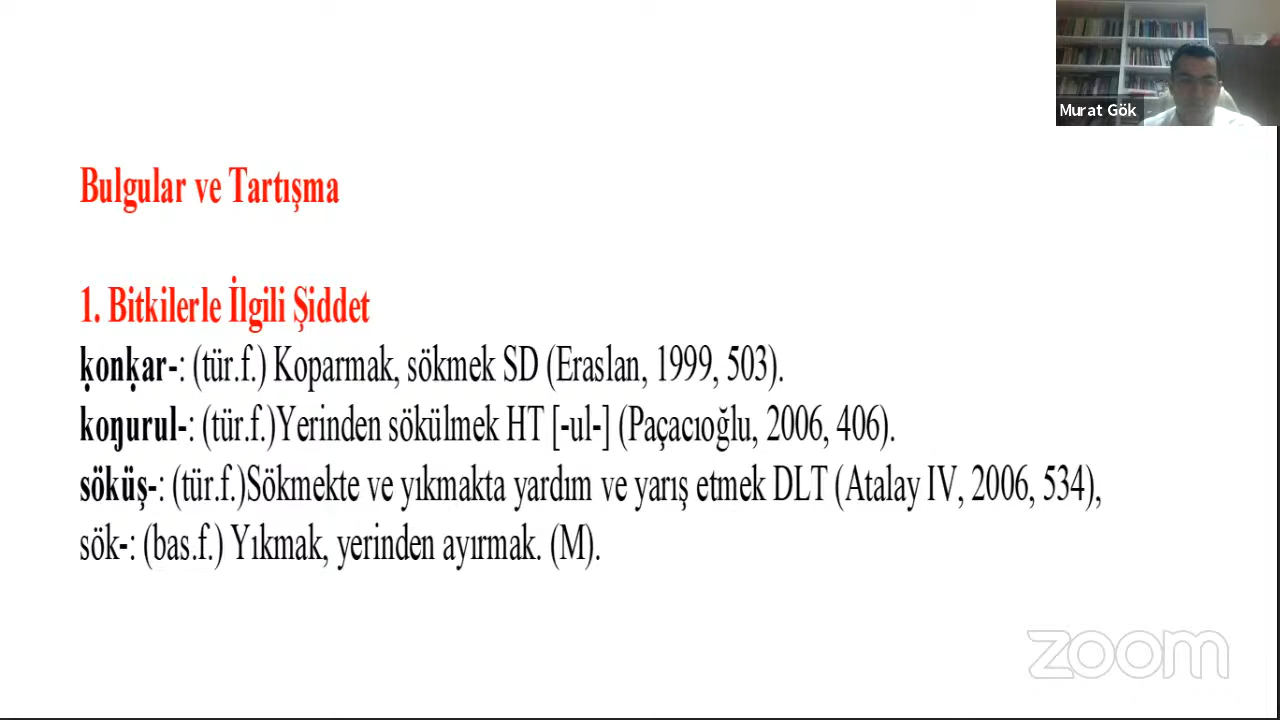 Murat Gök
Bulgular ve Tartışma
1. Bitkilerle İlgili Şiddet
ḳonḳar-: (tür.f.) Koparmak, sökmek SD (Eraslan, 1999, 503).
koŋurul-: (tür.f.)Yerinden sökülmek HT [-ul-] (Paçacıoğlu, 2006, 406).
söküş-: (tür.f.)Sökmekte ve yıkmakta yardım ve yarış etmek DLT (Atalay IV, 2006, 534),
sök-: (bas.f.) Yıkmak, yerinden ayırmak. (M).
zoom